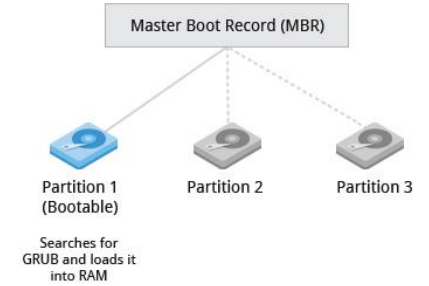 Master Boot Record (MBR)
Partition 1
(Bootable)
Partition 2
Partition 3
Searches for
GRUB and loads it
into RAM